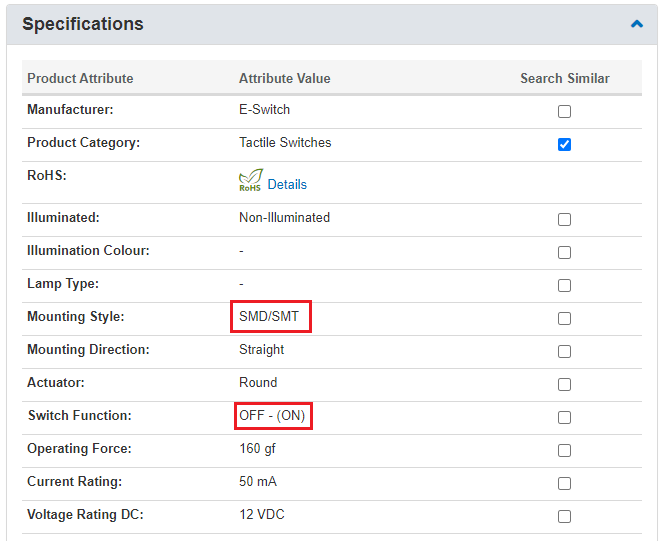 Specifications
Product Attribute Attribute Value Search Similar
Manufacturer: E-Switch
Product Category: Tactile Switches
RoHS: RoHS Details
Illuminated: Non-Illuminated
Illumination Colour: -
Lamp Type: -
Mounting Style: SMD/SMT
Mounting Direction: Straight
Actuator: Round
Switch Function: OFF - (ON)
Operating Force: 160 gf
Current Rating: 50 mA
Voltage Rating DC: 12 VDC